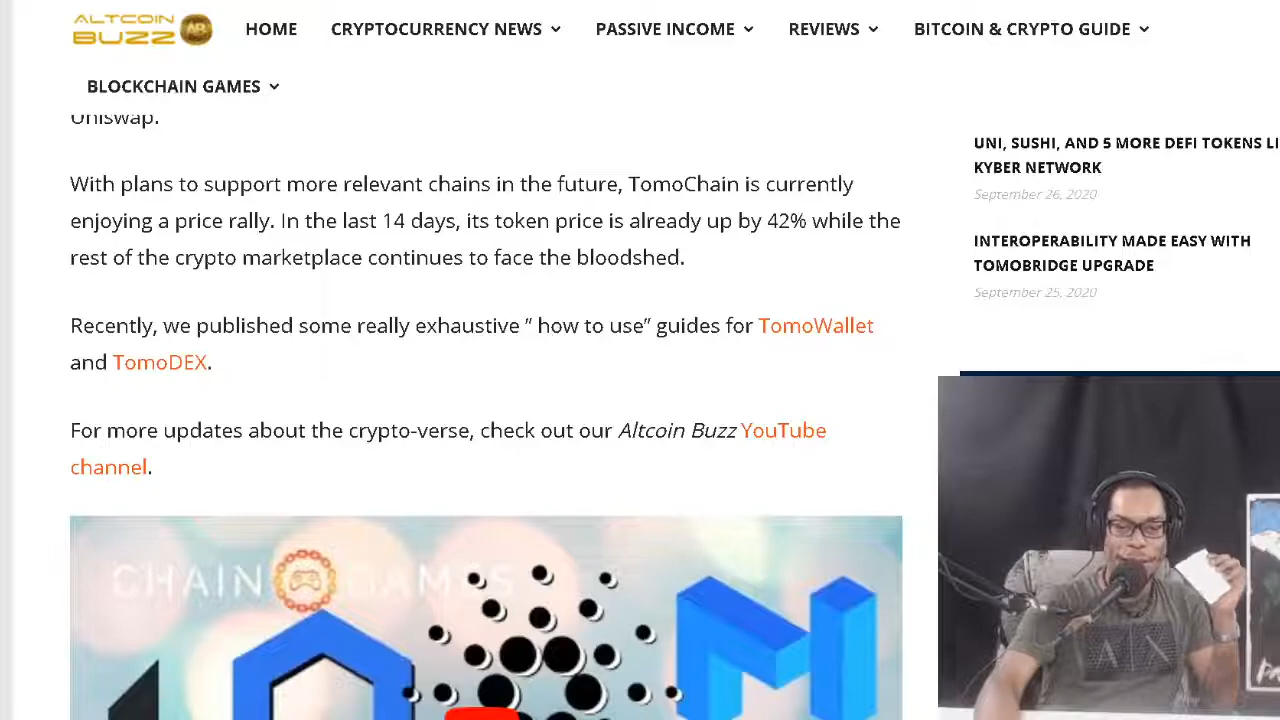 ALTCOIN
BUZZ AB
HOME CRYPTOCURRENCY NEWS PASSIVE INCOME REVIEWS BITCOIN & CRYPTO GUIDE
BLOCKCHAIN GAMES
Uniswap.
With plans to support more relevant chains in the future, TomoChain is currently
enjoying a price rally. In the last 14 days, its token price is already up by 42% while the
rest of the crypto marketplace continues to face the bloodshed.
Recently, we published some really exhaustive ” how to use” guides for TomoWallet
and TomoDEX.
For more updates about the crypto-verse, check out our Altcoin Buzz YouTube
channel.
CHAIN GAMES
UNI, SUSHI, AND 5 MORE DEFI TOKENS LI
KYBER NETWORK
September 26, 2020
INTEROPERABILITY MADE EASY WITH
TOMOBRIDGE UPGRADE
September 25, 2020